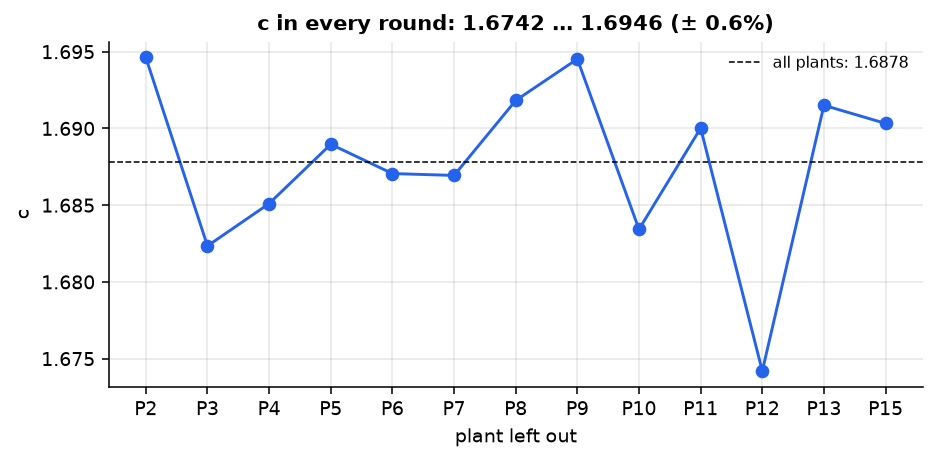 c in every round: 1.6742 … 1.6946 (± 0.6%)
all plants: 1.6878
1.695
1.690
1.685
1.680
1.675
c
P2 P3 P4 P5 P6 P7 P8 P9 P10 P11 P12 P13 P15
plant left out